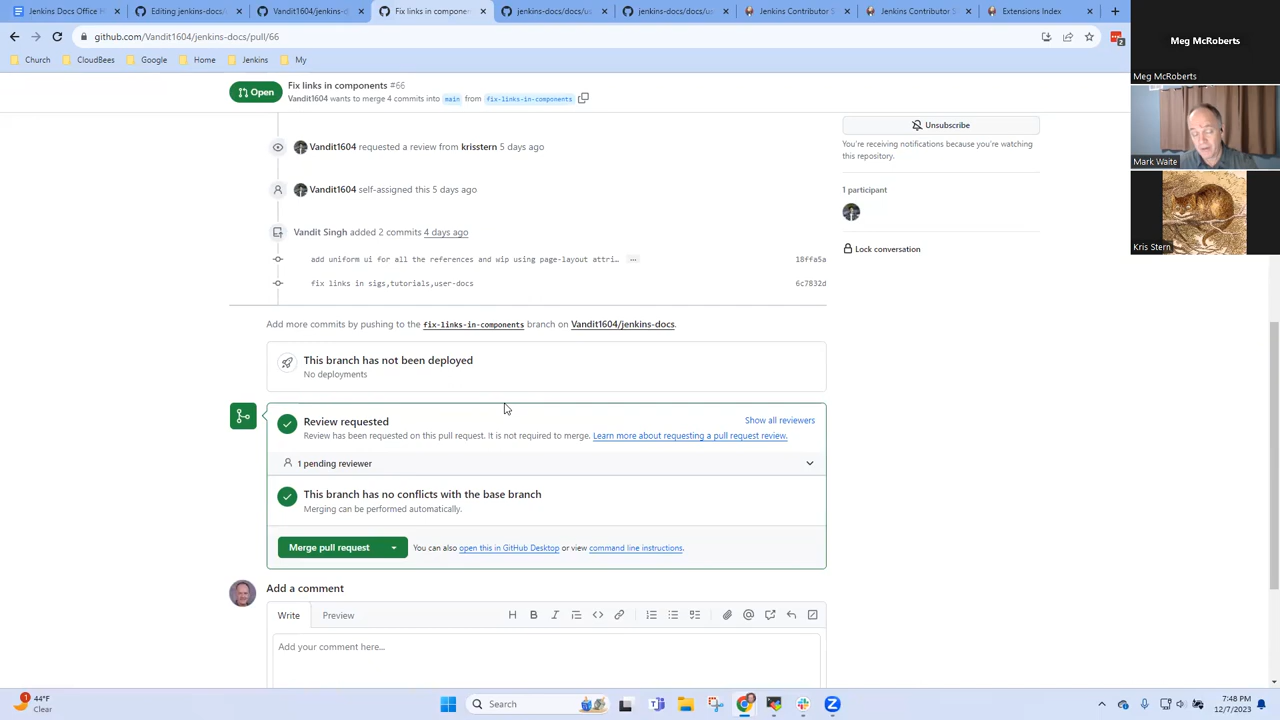 Jenkins Docs Office H
Editing jenkins-docs/
Vandit1604/jenkins-d
Fix links in componen
jenkins-docs/docs/us
jenkins-docs/docs/us
Jenkins Contributor S
Jenkins Contributor S
Extensions Index
github.com/Vandit1604/jenkins-docs/pull/66
Church
CloudBees
Google
Home
Jenkins
My
Meg McRoberts
Meg McRoberts
Mark Waite
Kris Stern
Open
Fix links in components #66
Vandit1604 wants to merge 4 commits into main from fix-links-in-components
Vandit1604 requested a review from krisstern 5 days ago
Vandit1604 self-assigned this 5 days ago
Vandit Singh added 2 commits 4 days ago
add uniform ui for all the references and wip using page-layout attri… ... 18ffa5a
fix links in sigs,tutorials,user-docs 6c7832d
Add more commits by pushing to the fix-links-in-components branch on Vandit1604/jenkins-docs.
This branch has not been deployed
No deployments
Review requested
Show all reviewers
Review has been requested on this pull request. It is not required to merge. Learn more about requesting a pull request review.
1 pending reviewer
This branch has no conflicts with the base branch
Merging can be performed automatically.
Merge pull request
You can also open this in GitHub Desktop or view command line instructions.
Add a comment
Write
Preview
Add your comment here...
Unsubscribe
You're receiving notifications because you're watching
this repository.
1 participant
Lock conversation
1
44°F
Clear
Search
7:48 PM
12/7/2023